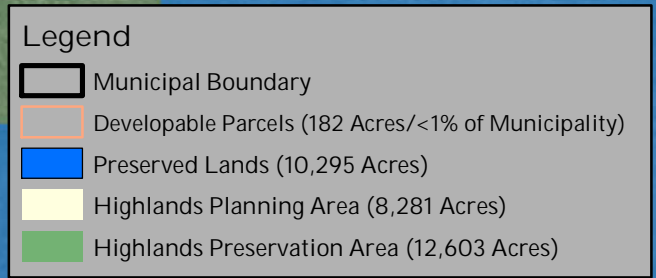 Legend
Municipal Boundary
Developable Parcels (182 Acres/<1% of Municipality)
Preserved Lands (10,295 Acres)
Highlands Planning Area (8,281 Acres)
Highlands Preservation Area (12,603 Acres)